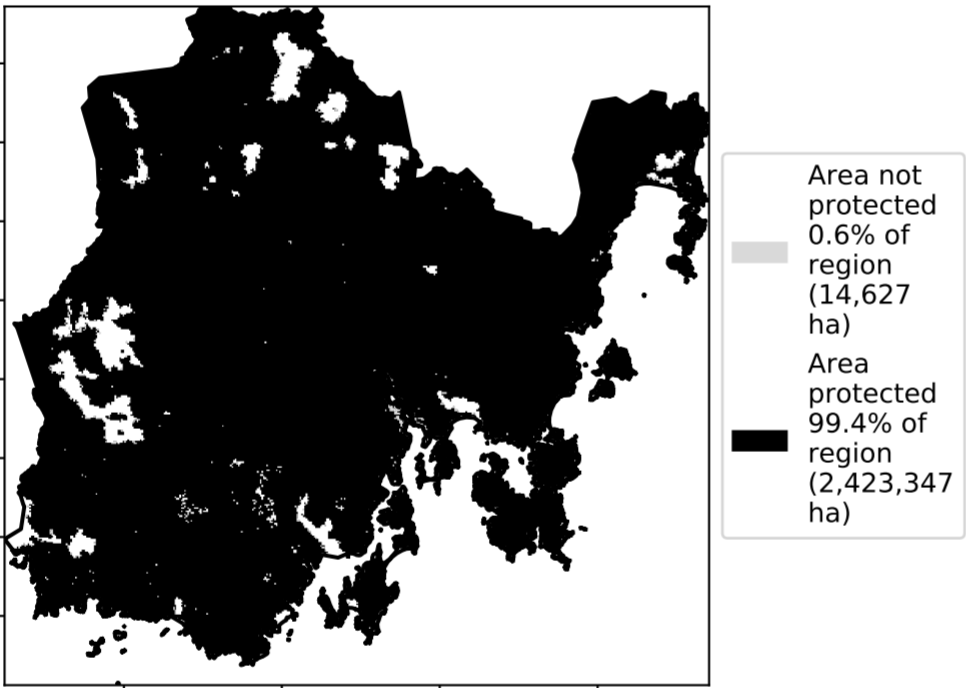 Area not
protected
0.6% of
region
(14,627
ha)
Area
protected
99.4% of
region
(2,423,347
ha)